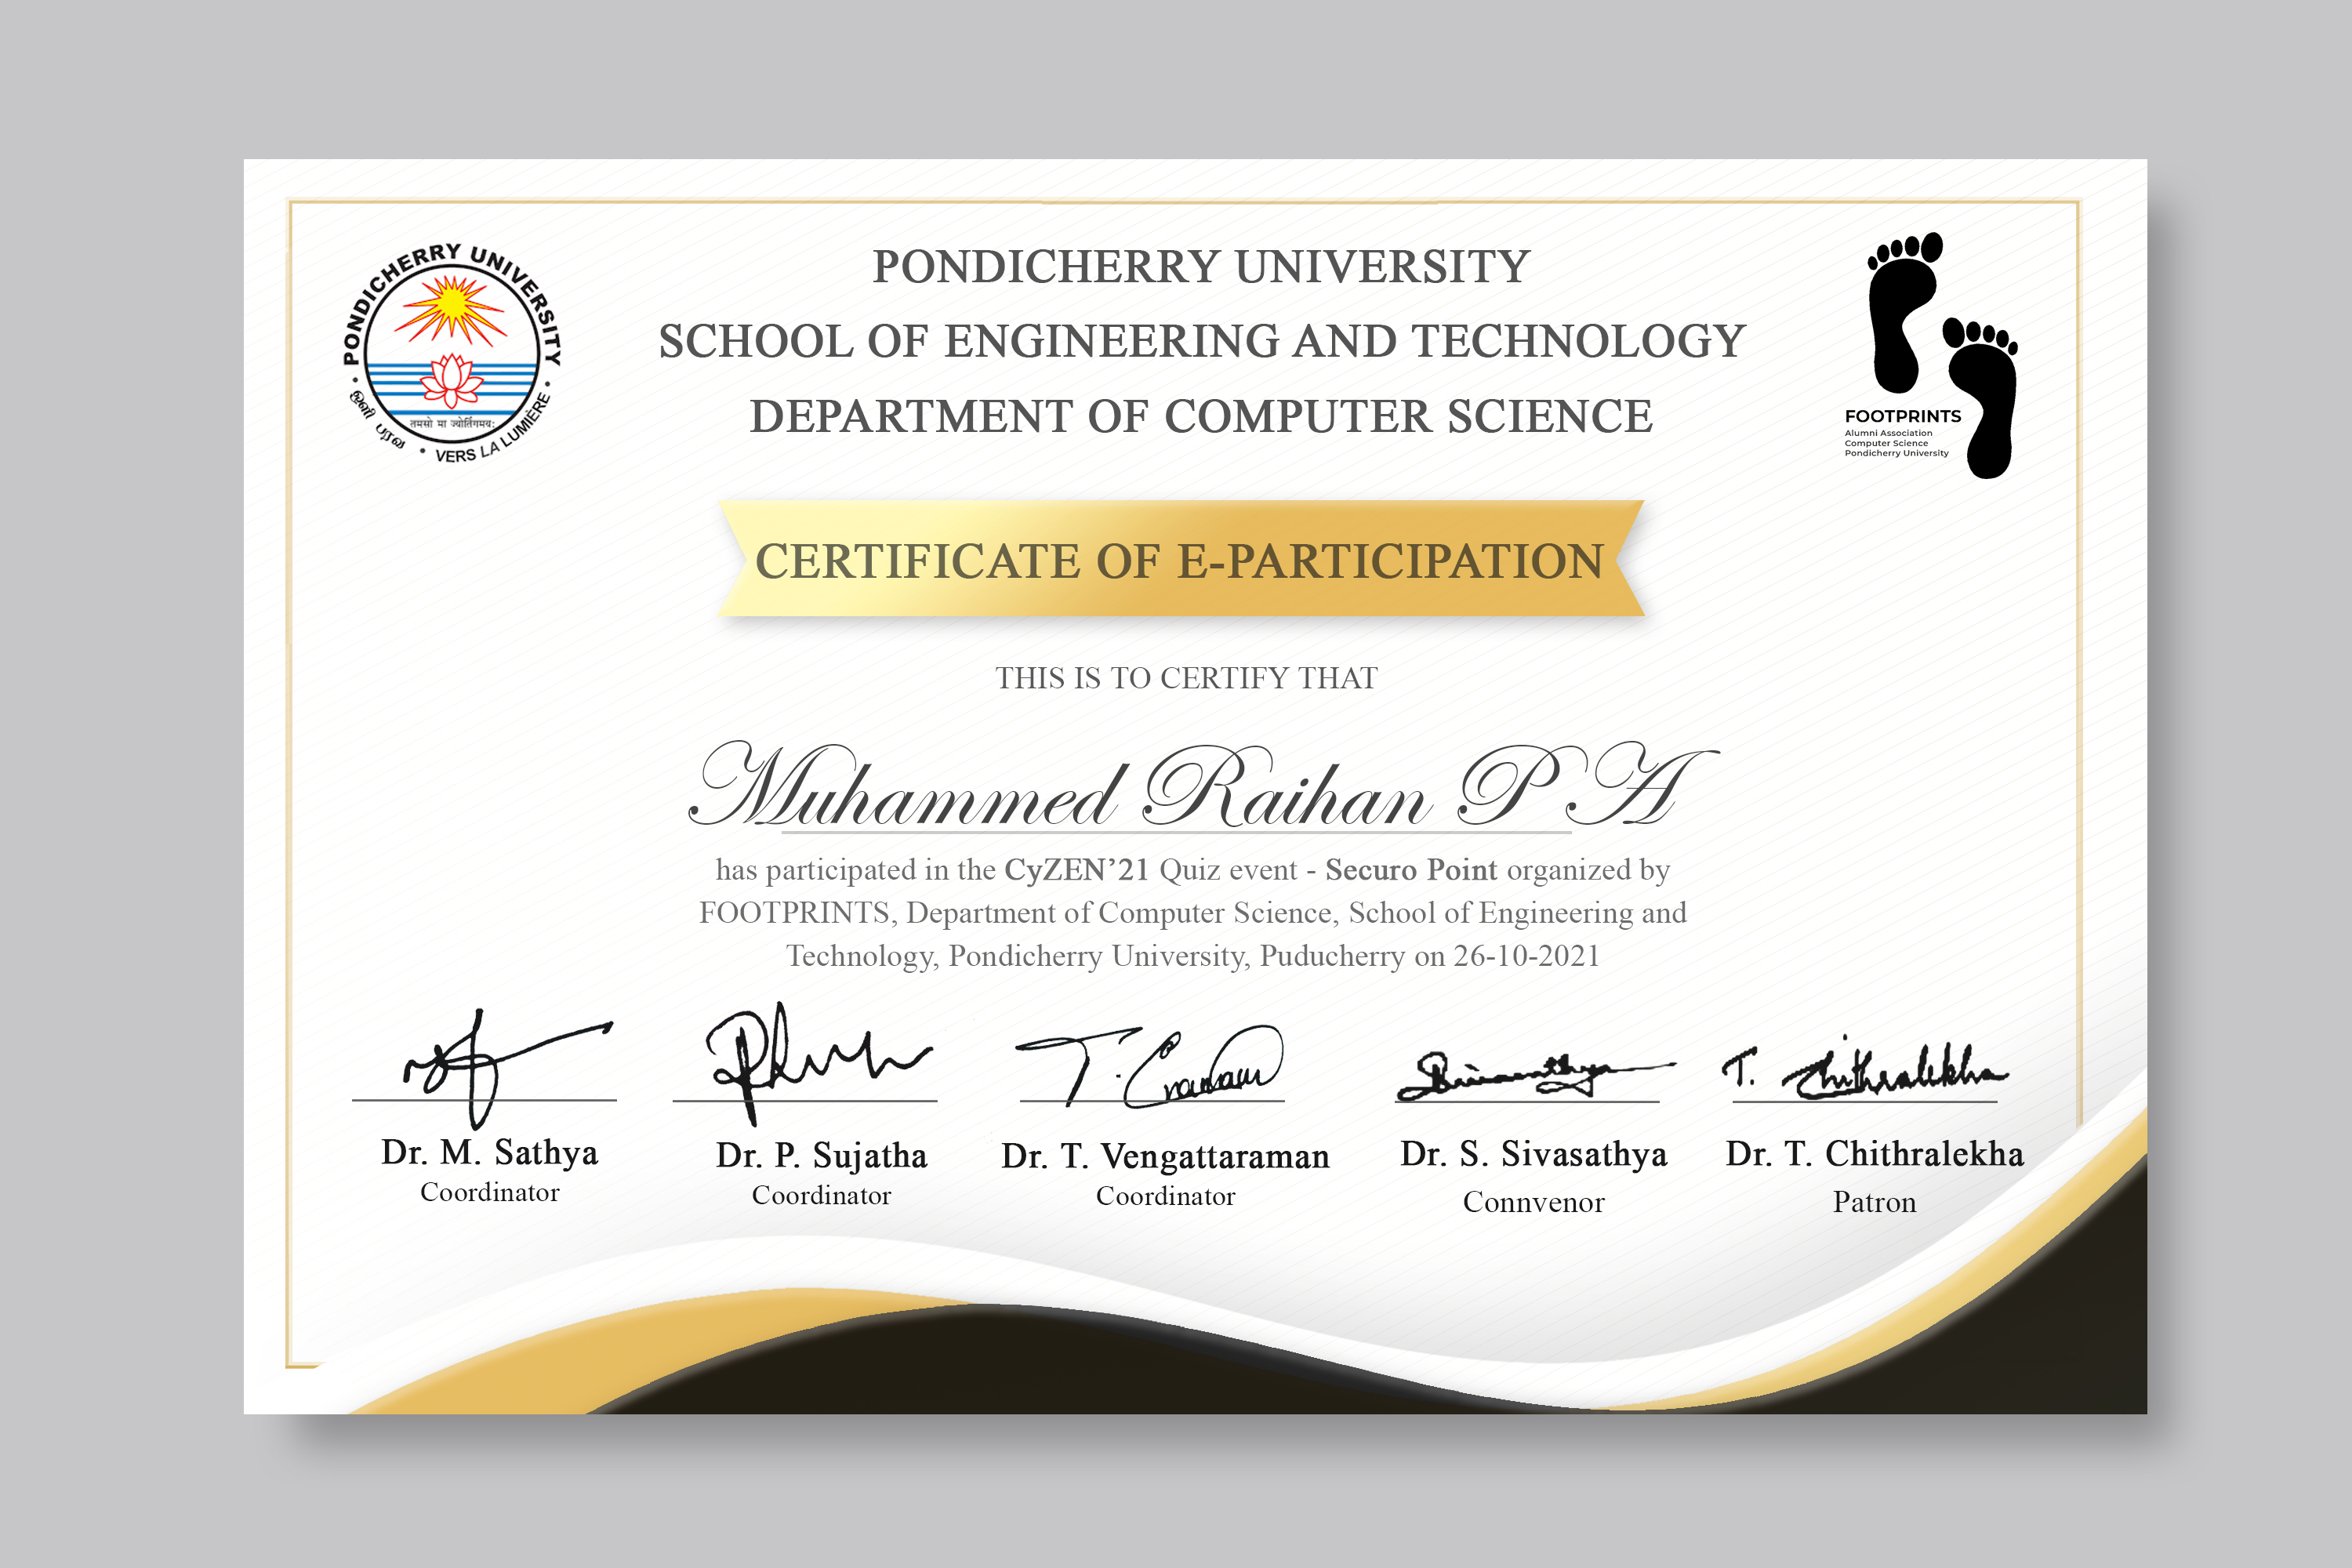 PONDICHERRY UNIVERSITY
• ஒளி பரவ • VERS LA LUMIÈRE •
तमसो मा ज्योतिर्गमयः
PONDICHERRY UNIVERSITY
SCHOOL OF ENGINEERING AND TECHNOLOGY
DEPARTMENT OF COMPUTER SCIENCE
FOOTPRINTS
Alumni Association
Computer Science
Pondicherry University
CERTIFICATE OF E-PARTICIPATION
THIS IS TO CERTIFY THAT
Muhammed Raihan P A
has participated in the CyZEN’21 Quiz event - Securo Point organized by
FOOTPRINTS, Department of Computer Science, School of Engineering and
Technology, Pondicherry University, Puducherry on 26-10-2021
T. Chithralekha
Dr. M. Sathya
Coordinator
Dr. P. Sujatha
Coordinator
Dr. T. Vengattaraman
Coordinator
Dr. S. Sivasathya
Connvenor
Dr. T. Chithralekha
Patron